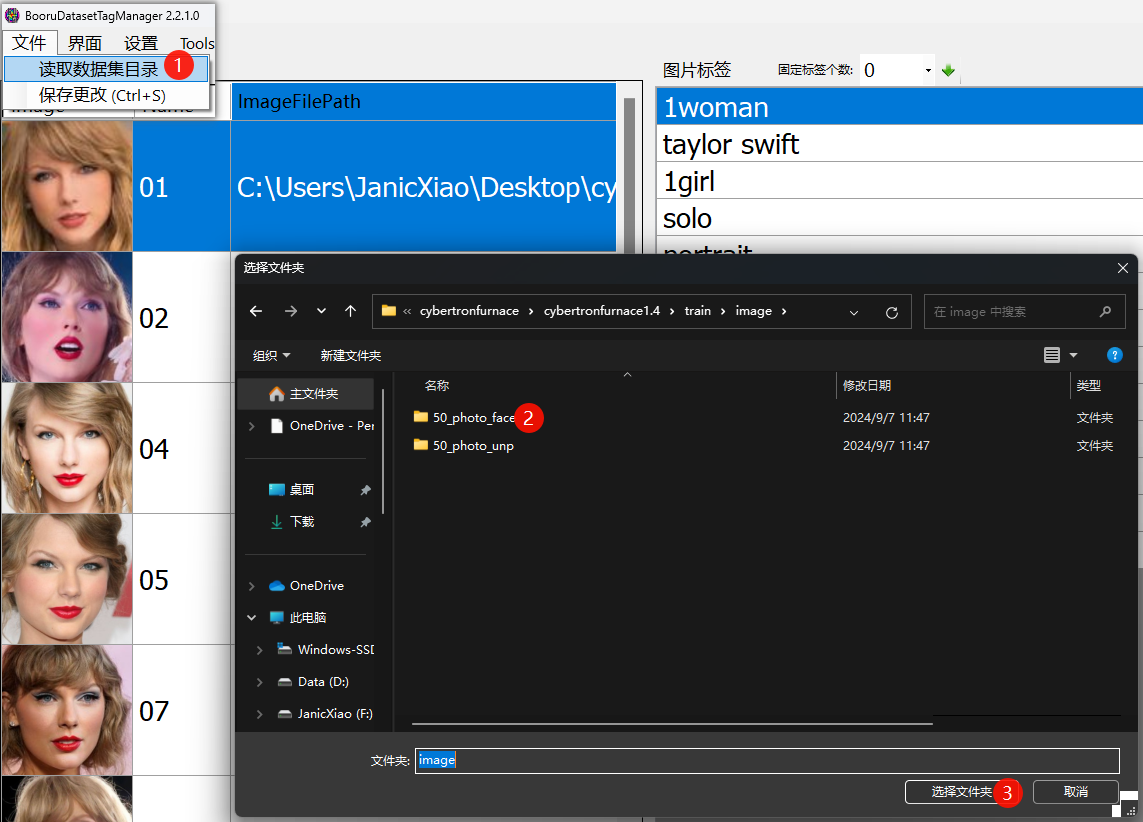 BooruDatasetTagManager 2.2.1.0
文件 界面 设置 Tools
读取数据集目录 1
保存更改 (Ctrl+S)
图片标签 固定标签个数: 0
Image Name ImageFilePath
1woman
taylor swift
1girl
solo
portrait
01 C:\Users\JanicXiao\Desktop\cy
02
04
05
07
选择文件夹
« cybertronfurnace › cybertronfurnace1.4 › train › image ›
在 image 中搜索
组织 新建文件夹
名称 修改日期 类型
50_photo_face 2 2024/9/7 11:47 文件夹
50_photo_unp 2024/9/7 11:47 文件夹
主文件夹
OneDrive - Per
桌面
下载
OneDrive
此电脑
Windows-SSD
Data (D:)
JanicXiao (F:)
文件夹: image
选择文件夹 3 取消